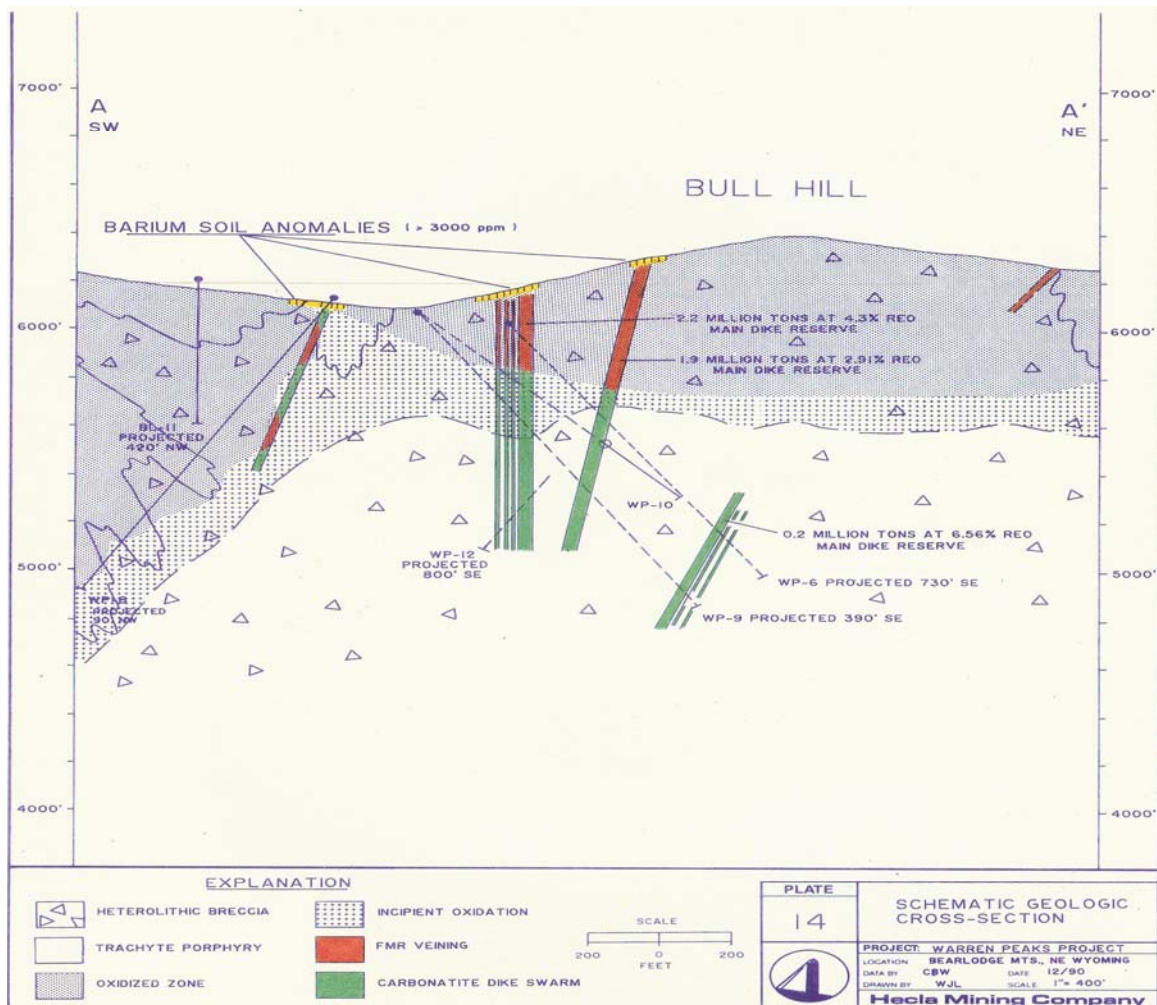 7000'
7000'
A
SW
A'
NE
BULL HILL
BARIUM SOIL ANOMALIES (> 3000 ppm)
6000'
6000'
2.2 MILLION TONS AT 4.3% REO
MAIN DIKE RESERVE
1.9 MILLION TONS AT 2.91% REO
MAIN DIKE RESERVE
BL-11
PROJECTED
420' NW
WP-10
WP-12
PROJECTED
800' SE
0.2 MILLION TONS AT 6.56% REO
MAIN DIKE RESERVE
5000'
5000'
WP-6 PROJECTED 730' SE
PROJECTED
NW
WP-9 PROJECTED 390' SE
4000'
4000'
EXPLANATION
HETEROLITHIC BRECCIA
TRACHYTE PORPHYRY
OXIDIZED ZONE
INCIPIENT OXIDATION
FMR VEINING
CARBONATITE DIKE SWARM
SCALE
200 0 200
FEET
PLATE
14
SCHEMATIC GEOLOGIC
CROSS-SECTION
PROJECT: WARREN PEAKS PROJECT
LOCATION BEARLODGE MTS., NE WYOMING
DATA BY CBW DATE 12/90
DRAWN BY WJL SCALE 1"= 400'
Hecla Mining Company